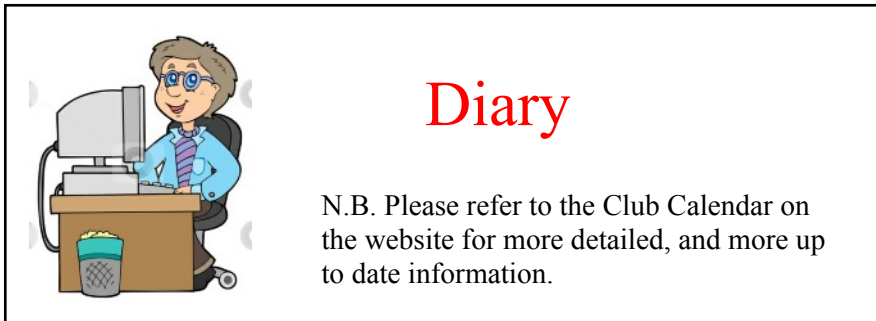 Diary
N.B. Please refer to the Club Calendar on
the website for more detailed, and more up
to date information.